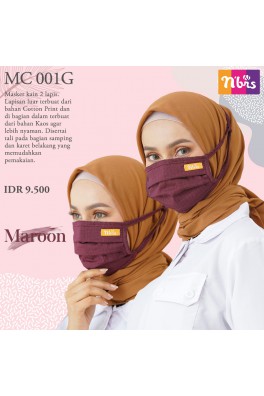 nbrs
MC 001G
Masker kain 2 lapis:
Lapisan luar terbuat dari
bahan Cotton Print dan
di bagian dalam terbuat
dari bahan Kaos agar
lebih nyaman. Disertai
tali pada bagian samping
dan karet belakang yang
memudahkan
pemakaian.
IDR 9.500
Maroon
nbrs
nbrs